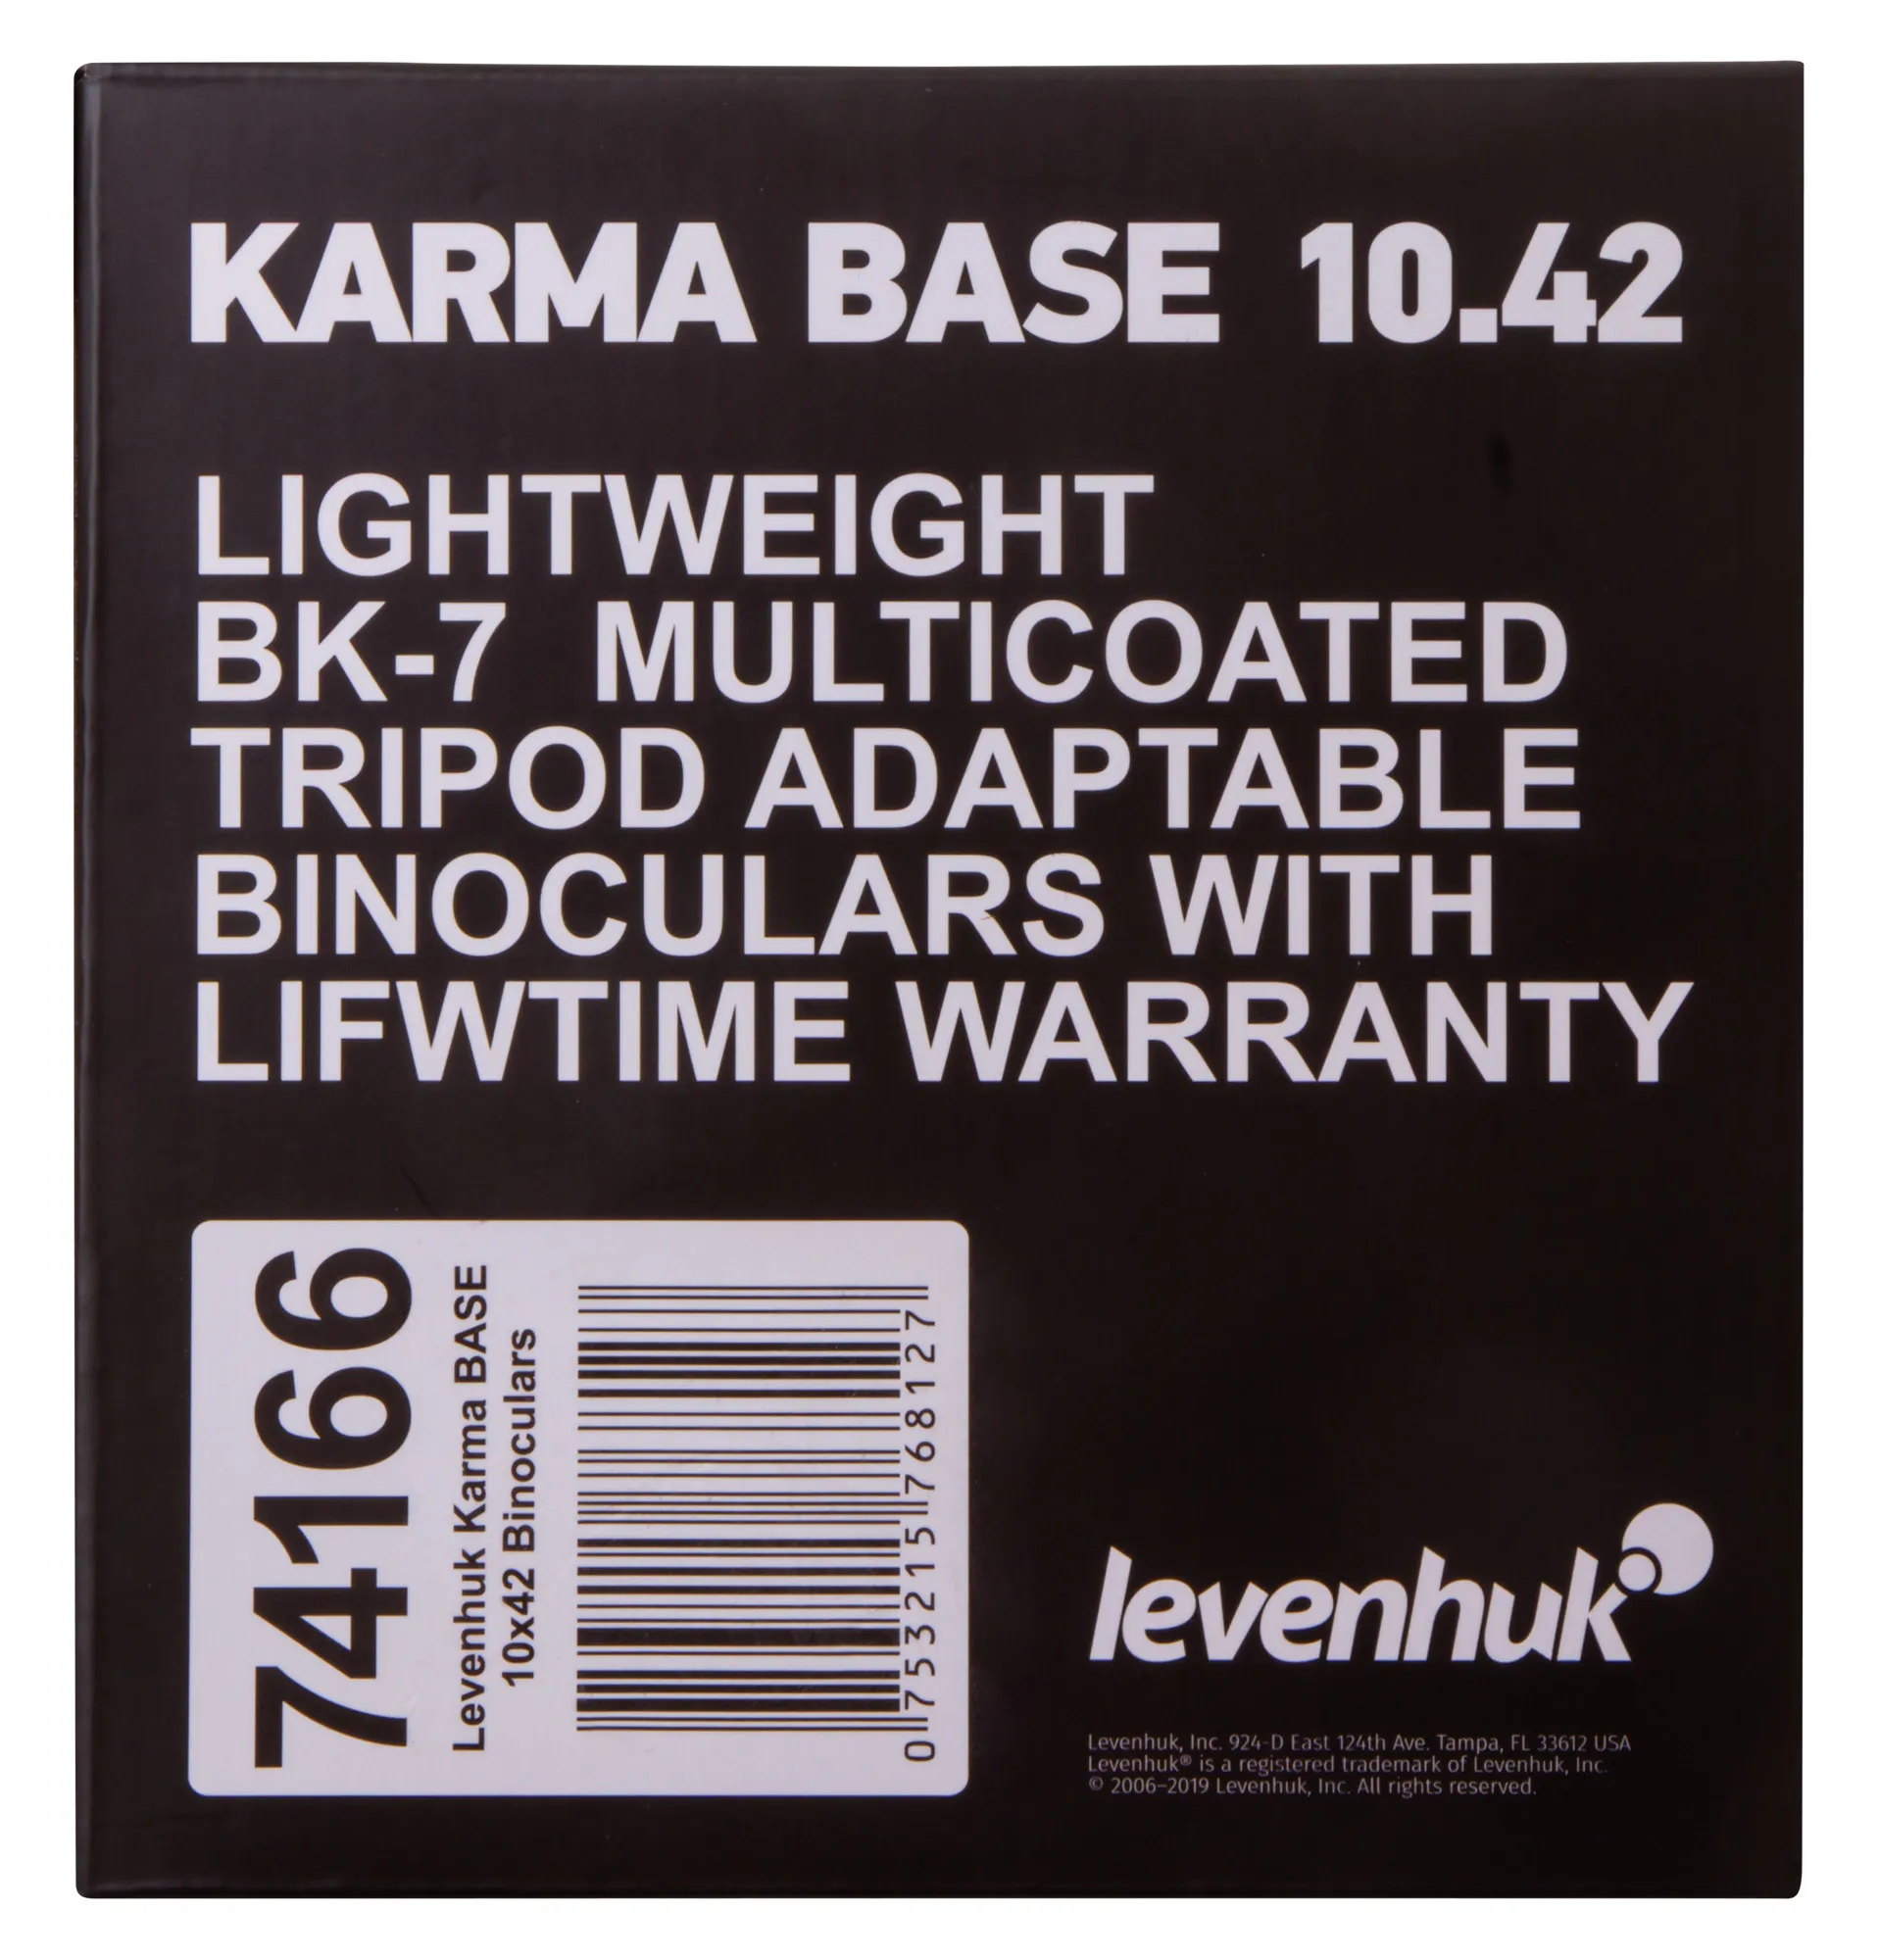 KARMA BASE 10.42
LIGHTWEIGHT
BK-7 MULTICOATED
TRIPOD ADAPTABLE
BINOCULARS WITH
LIFWTIME WARRANTY
74166
Levenhuk Karma BASE
10x42 Binoculars
0 753215 768127
levenhuk
Levenhuk, Inc. 924-D East 124th Ave. Tampa, FL 33612 USA
Levenhuk® is a registered trademark of Levenhuk, Inc.
© 2006–2019 Levenhuk, Inc. All rights reserved.